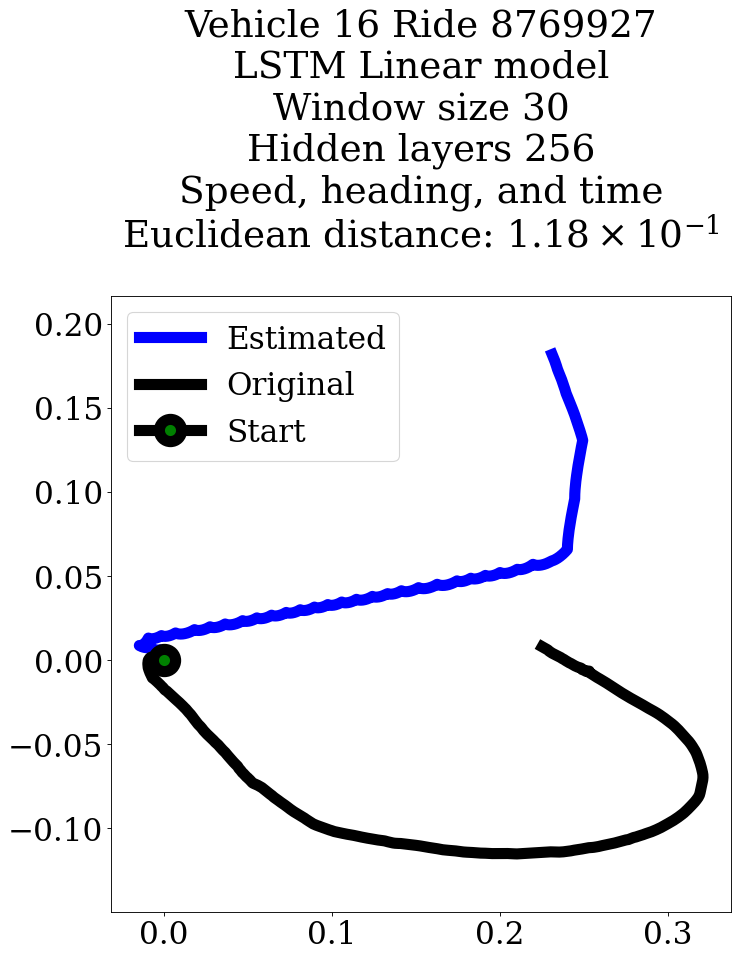 Vehicle 16 Ride 8769927
LSTM Linear model
Window size 30
Hidden layers 256
Speed, heading, and time
Euclidean distance: 1.18 × 10⁻¹
Estimated
Original
Start
0.20
0.15
0.10
0.05
0.00
−0.05
−0.10
0.0 0.1 0.2 0.3